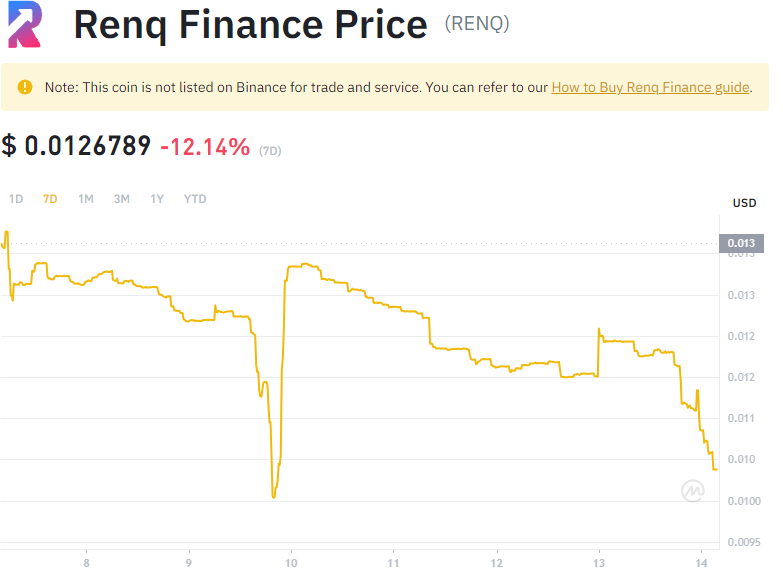 Renq Finance Price (RENQ)
Note: This coin is not listed on Binance for trade and service. You can refer to our How to Buy Renq Finance guide.
$ 0.0126789 -12.14% (7D)
1D 7D 1M 3M 1Y YTD
USD
0.013
0.013
0.013
0.012
0.012
0.011
0.010
0.0100
0.0095
8 9 10 11 12 13 14